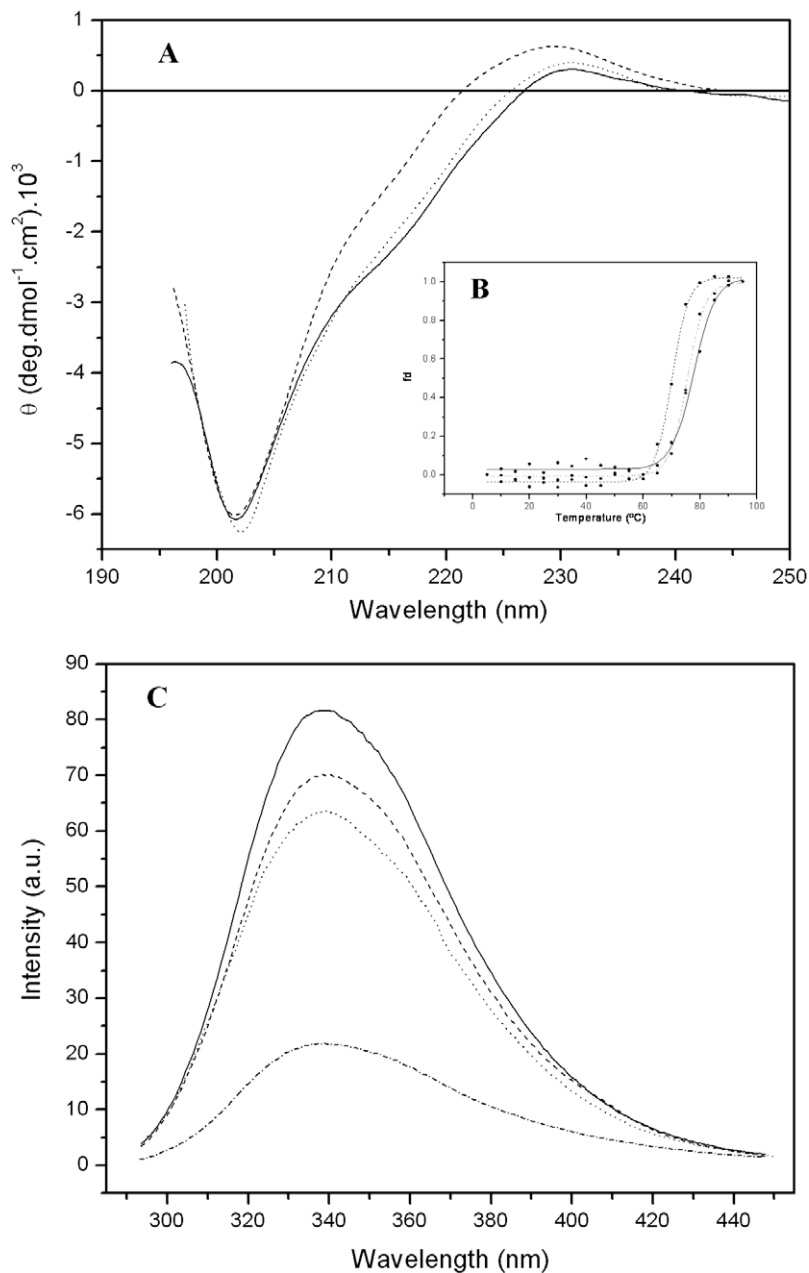 A
1
0
-1
-2
-3
-4
-5
-6
θ (deg.dmol⁻¹.cm²).10³
190 200 210 220 230 240 250
Wavelength (nm)
B
1.0
0.8
0.6
0.4
0.2
0.0
fd
0 20 40 60 80 100
Temperature (ºC)
C
90
80
70
60
50
40
30
20
10
0
Intensity (a.u.)
300 320 340 360 380 400 420 440
Wavelength (nm)